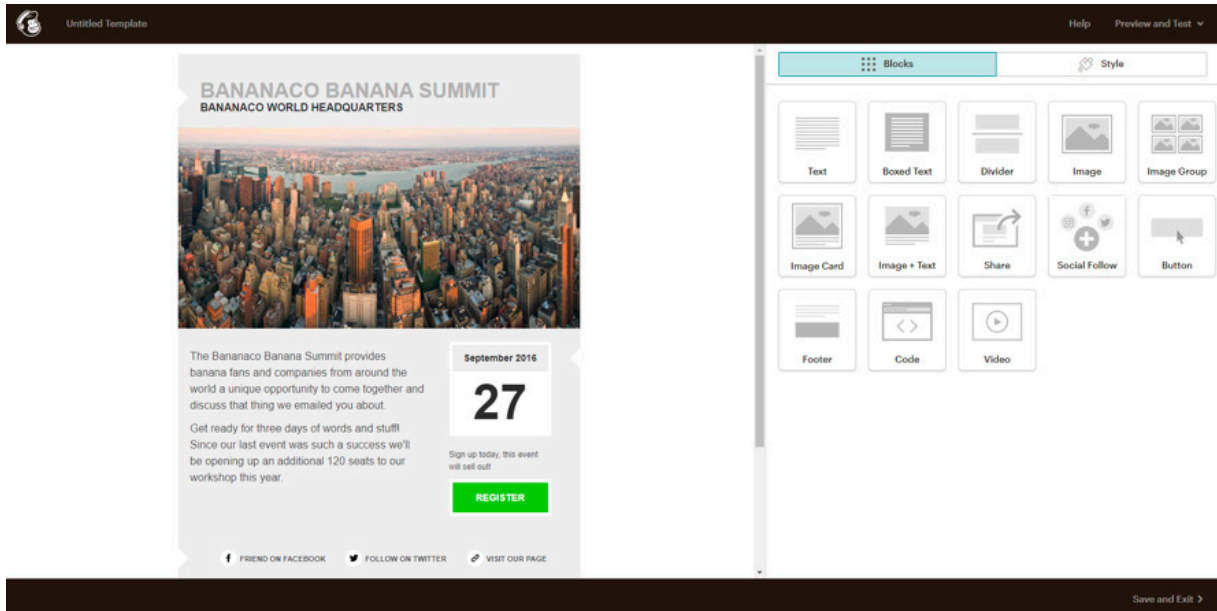 Untitled Template
Help
Preview and Test
BANANACO BANANA SUMMIT
BANANACO WORLD HEADQUARTERS
The Bananaco Banana Summit provides
banana fans and companies from around the
world a unique opportunity to come together and
discuss that thing we emailed you about.
Get ready for three days of words and stuff!
Since our last event was such a success we'll
be opening up an additional 120 seats to our
workshop this year.
September 2016
27
Sign up today, this event
will sell out!
REGISTER
FRIEND ON FACEBOOK
FOLLOW ON TWITTER
VISIT OUR PAGE
Blocks
Style
Text
Boxed Text
Divider
Image
Image Group
Image Card
Image + Text
Share
Social Follow
Button
Footer
Code
Video
Save and Exit